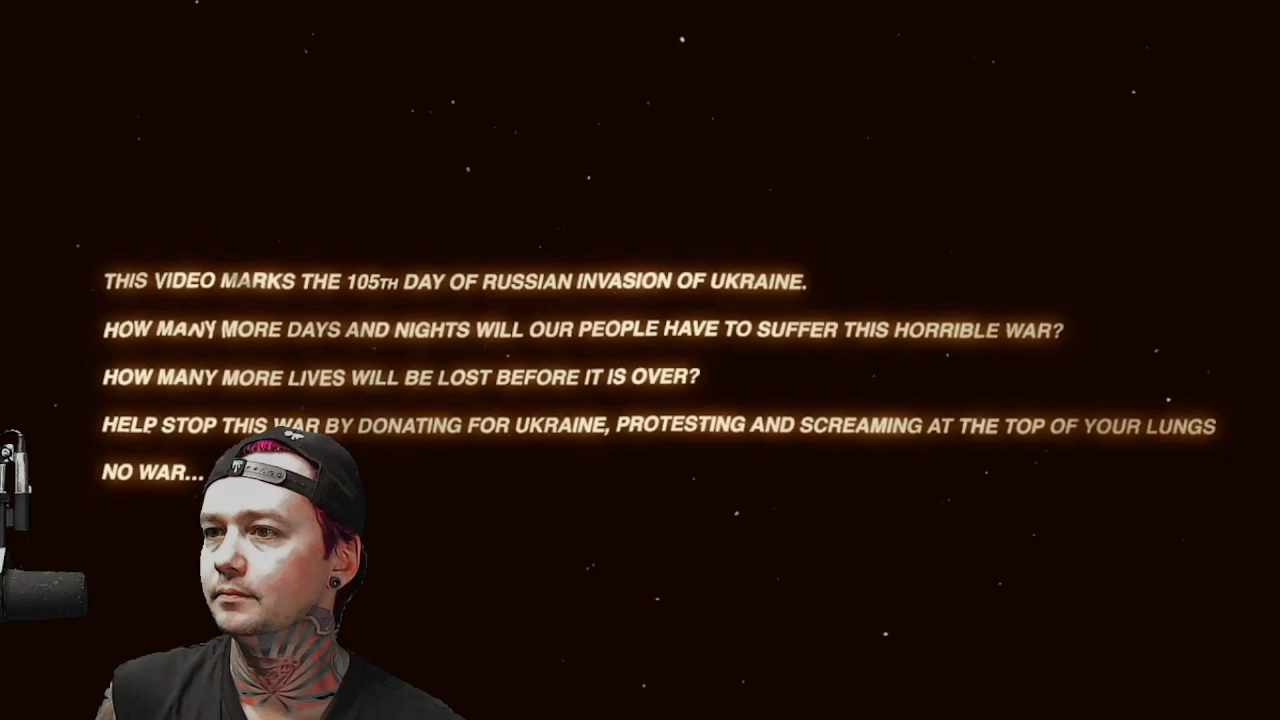 THIS VIDEO MARKS THE 105TH DAY OF RUSSIAN INVASION OF UKRAINE.
HOW MANY MORE DAYS AND NIGHTS WILL OUR PEOPLE HAVE TO SUFFER THIS HORRIBLE WAR?
HOW MANY MORE LIVES WILL BE LOST BEFORE IT IS OVER?
HELP STOP THIS WAR BY DONATING FOR UKRAINE, PROTESTING AND SCREAMING AT THE TOP OF YOUR LUNGS
NO WAR...